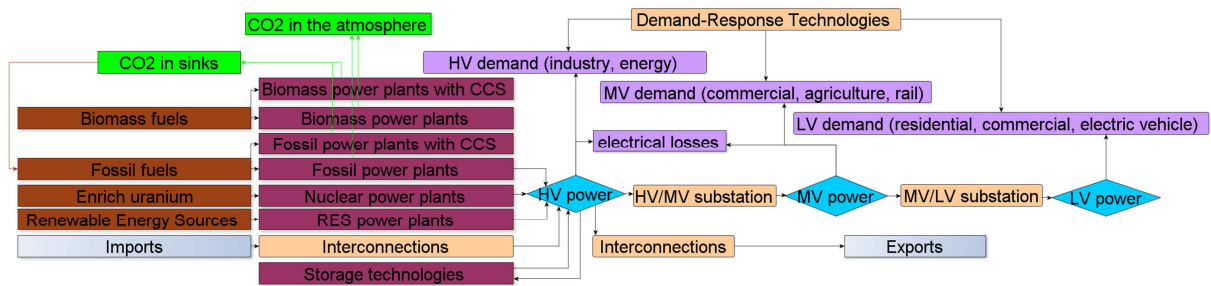 CO2 in the atmosphere
Demand-Response Technologies
CO2 in sinks
HV demand (industry, energy)
Biomass power plants with CCS
MV demand (commercial, agriculture, rail)
Biomass fuels
Biomass power plants
LV demand (residential, commercial, electric vehicle)
Fossil power plants with CCS
electrical losses
Fossil fuels
Fossil power plants
Enrich uranium
Nuclear power plants
HV power
HV/MV substation
MV power
MV/LV substation
LV power
Renewable Energy Sources
RES power plants
Imports
Interconnections
Interconnections
Exports
Storage technologies